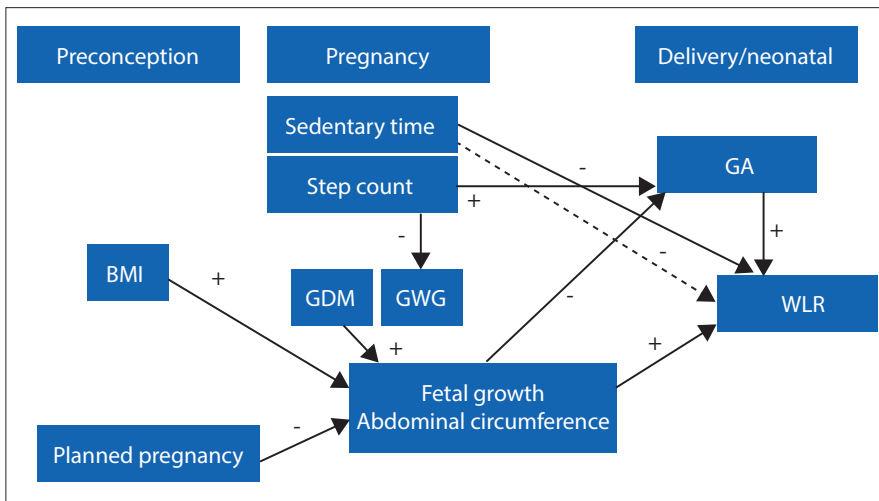 Preconception
Pregnancy
Delivery/neonatal
Sedentary time
Step count
GA
-
+
-
+
-
BMI
+
GDM
GWG
WLR
-
+
+
Fetal growth
Abdominal circumference
-
Planned pregnancy